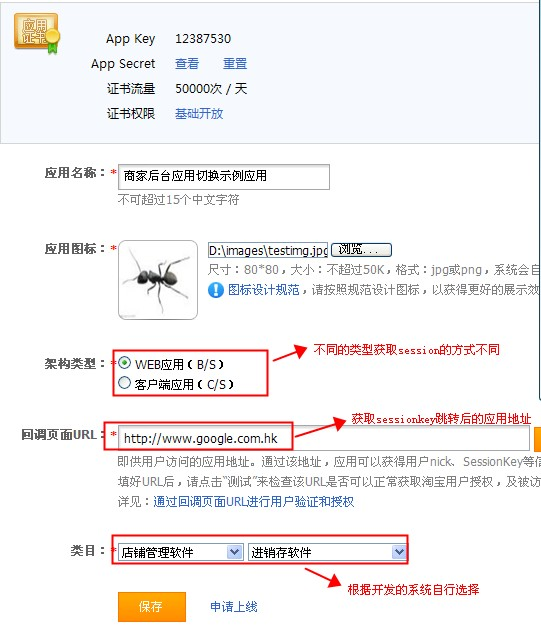 应用
证书
App Key 12387530
App Secret 查看 重置
证书流量 50000次 / 天
证书权限 基础开放
应用名称：* 商家后台应用切换示例应用
不可超过15个中文字符
应用图标：* D:\images\testimg.jpg 浏览...
尺寸：80*80，大小：不超过50K，格式：jpg或png，系统会自
图标设计规范，请按照规范设计图标，以获得更好的展示效
架构类型：* WEB应用（B/S） 不同的类型获取session的方式不同
客户端应用（C/S）
获取sessionkey跳转后的应用地址
回调页面URL：* http://www.google.com.hk
即供用户访问的应用地址。通过该地址，应用可以获得用户nick、SessionKey等信
填好URL后，请点击“测试”来检查该URL是否可以正常获取淘宝用户授权，及被访
详见：通过回调页面URL进行用户验证和授权
类目：* 店铺管理软件 进销存软件
根据开发的系统自行选择
保存 申请上线